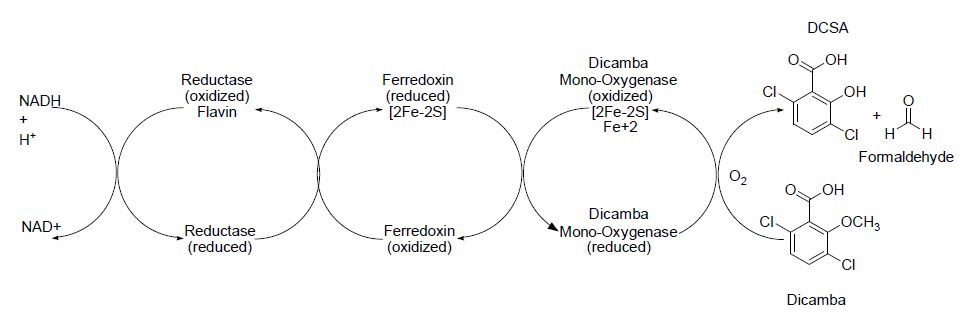 NADH
+
H+
NAD+
Reductase
(oxidized)
Flavin
Reductase
(reduced)
Ferredoxin
(reduced)
[2Fe-2S]
Ferredoxin
(oxidized)
Dicamba
Mono-Oxygenase
(oxidized)
[2Fe-2S]
Fe+2
Dicamba
Mono-Oxygenase
(reduced)
O2
DCSA
O OH
Cl OH
Cl
+
O
H H
Formaldehyde
O OH
Cl OCH3
Cl
Dicamba